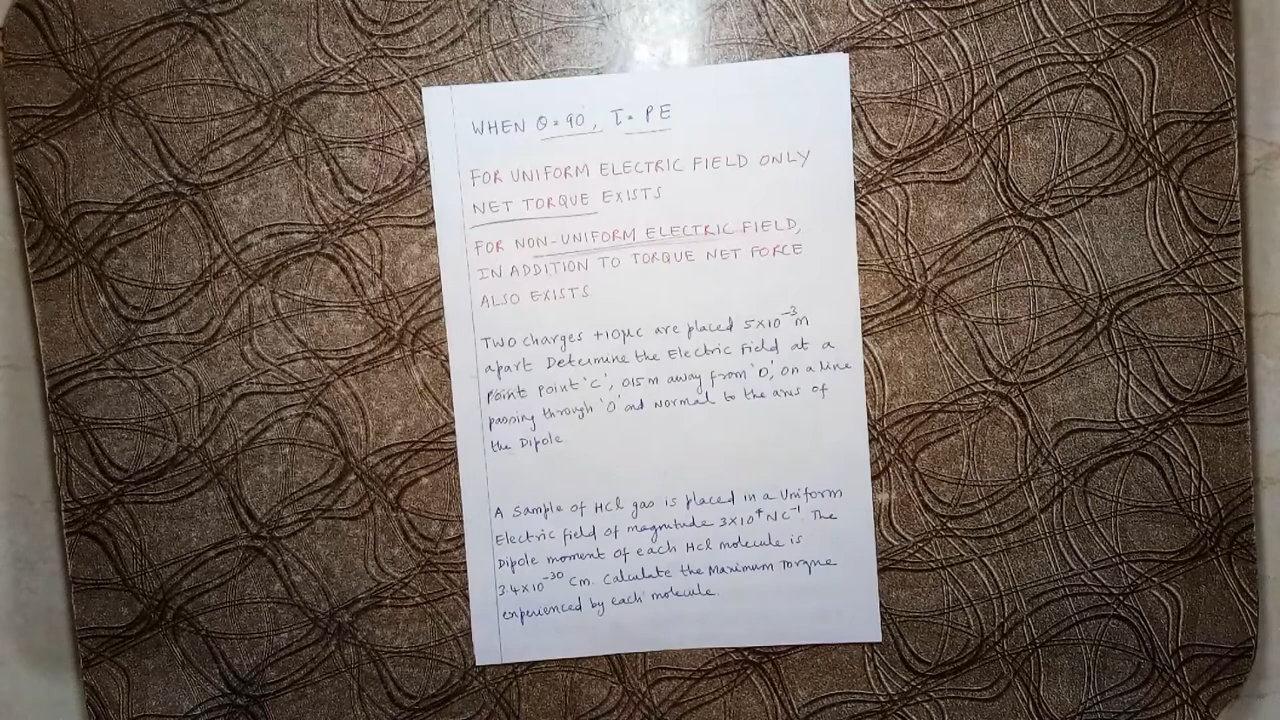 WHEN θ = 90°, τ = PE
FOR UNIFORM ELECTRIC FIELD ONLY
NET TORQUE EXISTS
FOR NON-UNIFORM ELECTRIC FIELD,
IN ADDITION TO TORQUE NET FORCE
ALSO EXISTS
TWO charges +10μc are placed 5×10⁻³m
apart Determine the Electric Field at a
point point 'C', 015 m away from 'O', on a line
passing through 'O' and normal to the axis of
the Dipole
A sample of HCl gas is placed in a Uniform
Electric field of magnitude 3×10⁴ NC⁻¹. The
Dipole moment of each HCl molecule is
3.4×10⁻³⁰ Cm. Calculate the Maximum Torque
experienced by each molecule.